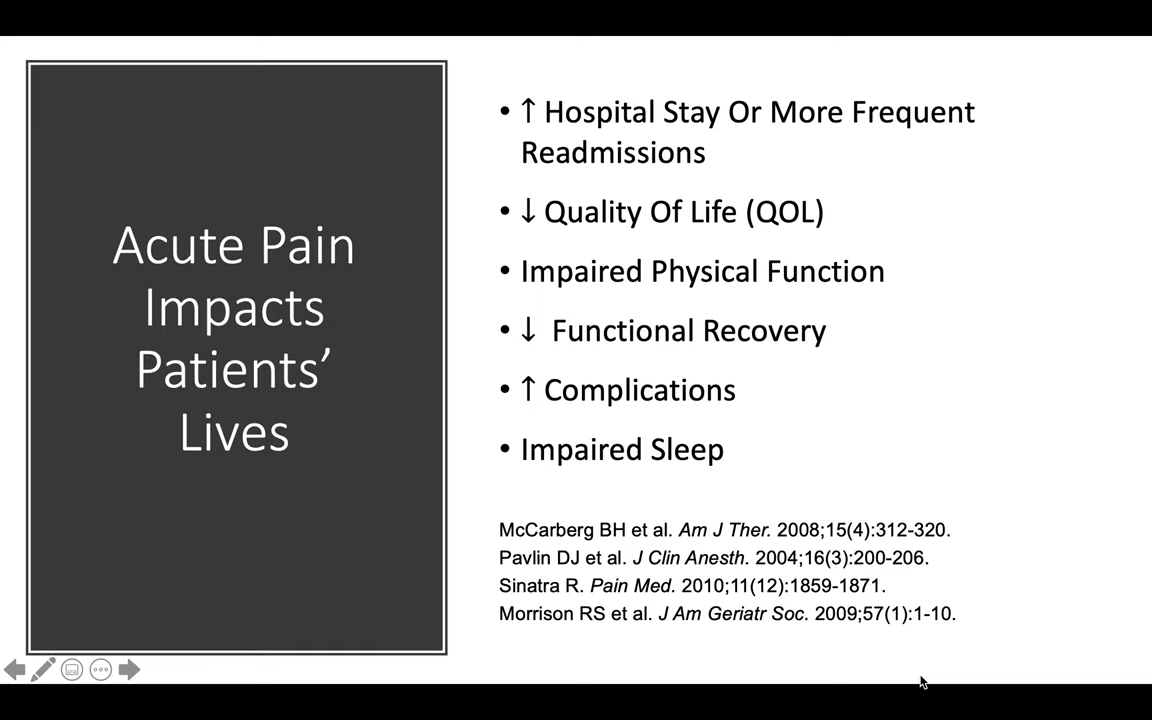 Acute Pain
Impacts
Patients’
Lives
• ↑ Hospital Stay Or More Frequent
Readmissions
• ↓ Quality Of Life (QOL)
• Impaired Physical Function
• ↓ Functional Recovery
• ↑ Complications
• Impaired Sleep
McCarberg BH et al. Am J Ther. 2008;15(4):312-320.
Pavlin DJ et al. J Clin Anesth. 2004;16(3):200-206.
Sinatra R. Pain Med. 2010;11(12):1859-1871.
Morrison RS et al. J Am Geriatr Soc. 2009;57(1):1-10.